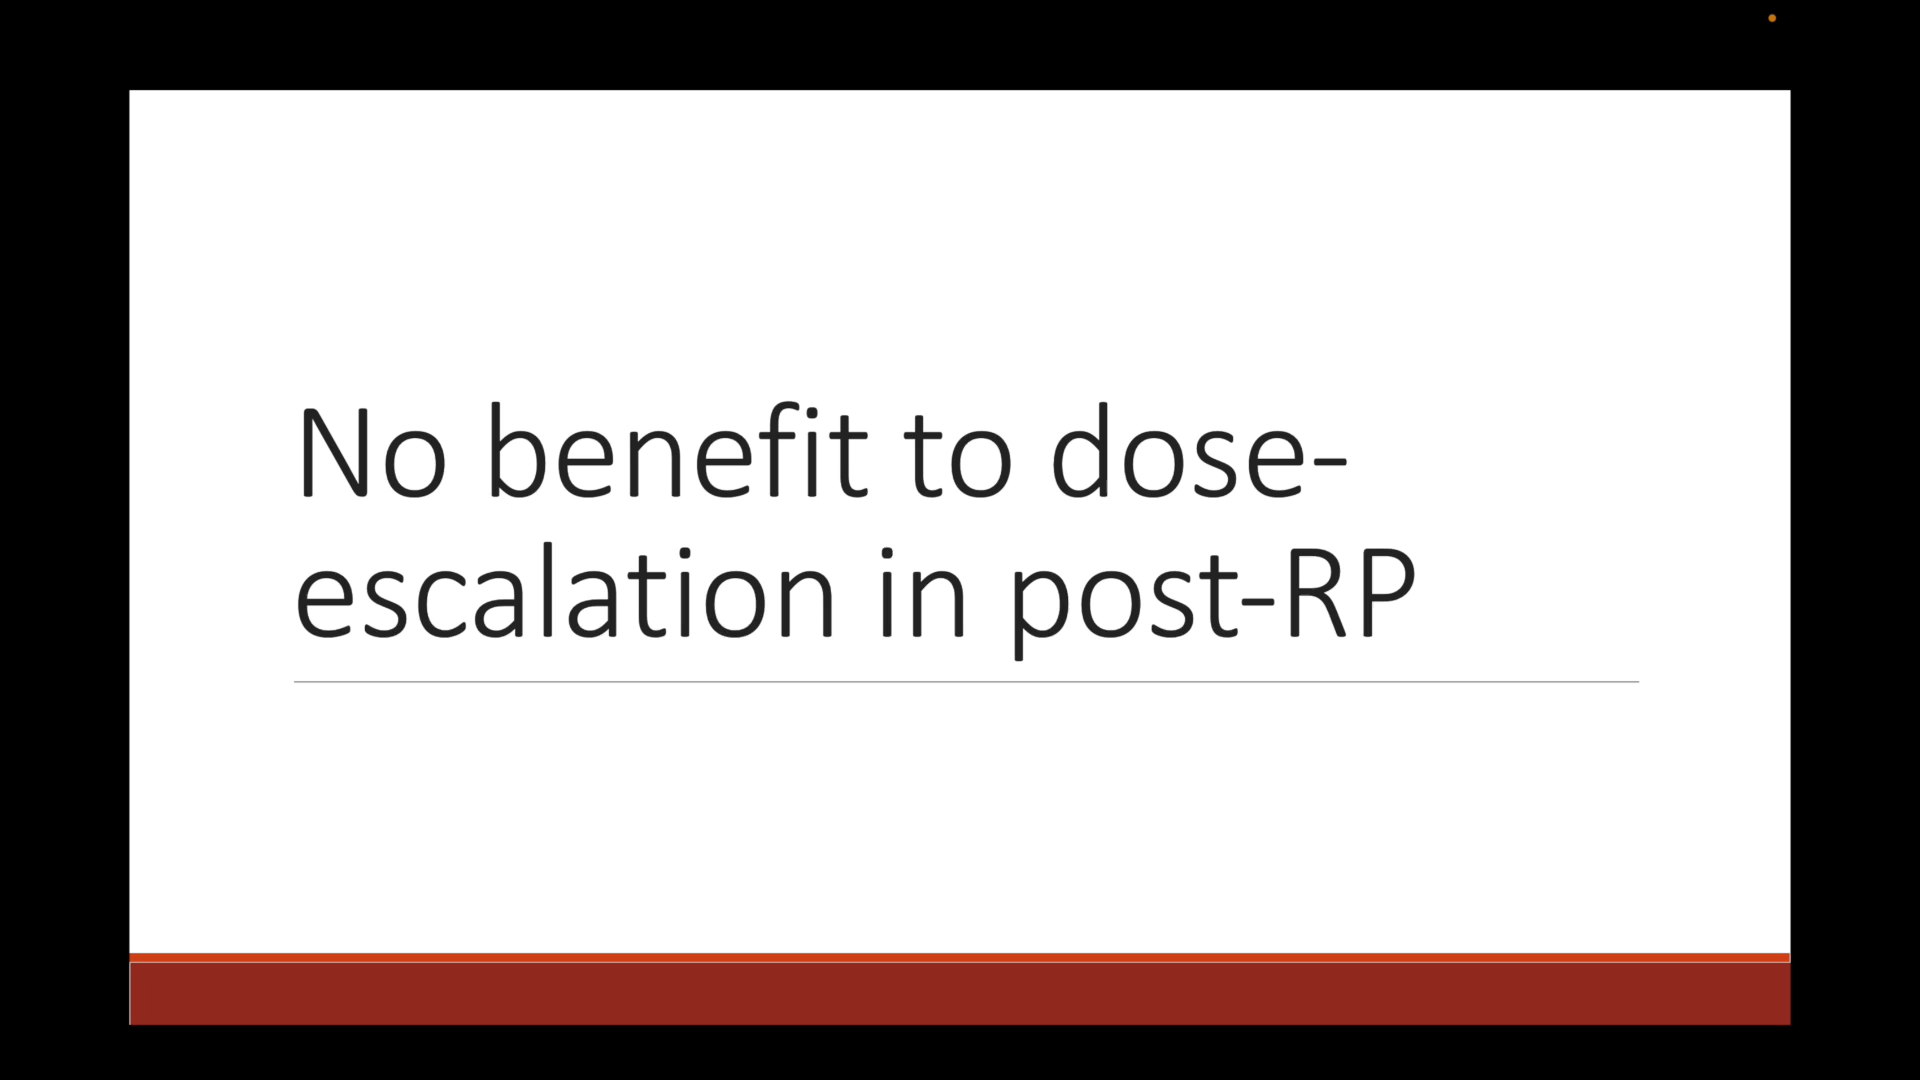 No benefit to dose-
escalation in post-RP